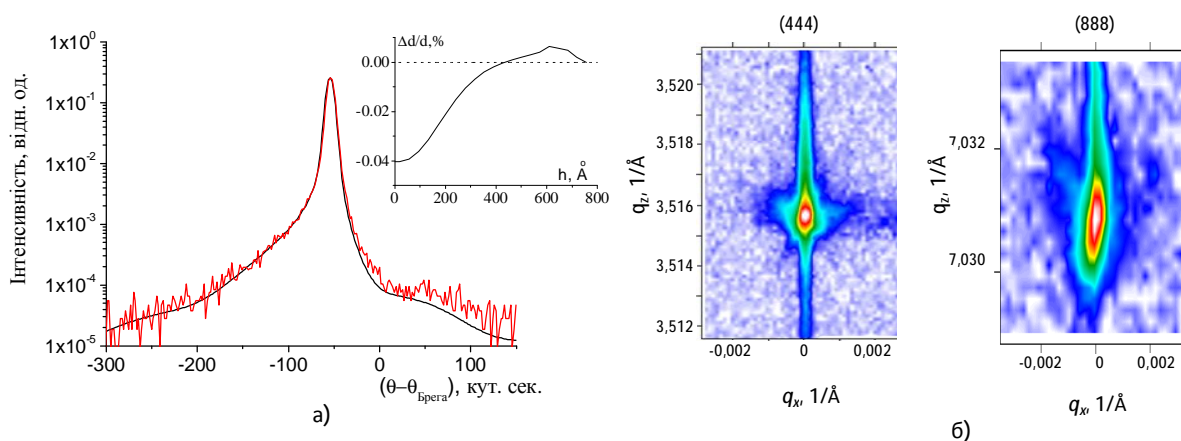 1x10⁰
1x10⁻¹
1x10⁻²
1x10⁻³
1x10⁻⁴
1x10⁻⁵
Інтенсивність, відн. од.
-300 -200 -100 0 100
(θ–θБрега), кут. сек.
а)
Δd/d,%
0.00
-0.02
-0.04
h, Å
0 200 400 600 800
(444)
3,520
3,518
3,516
3,514
3,512
qz, 1/Å
-0,002 0 0,002
qx, 1/Å
(888)
7,032
7,030
qz, 1/Å
-0,002 0 0,002
qx, 1/Å
б)